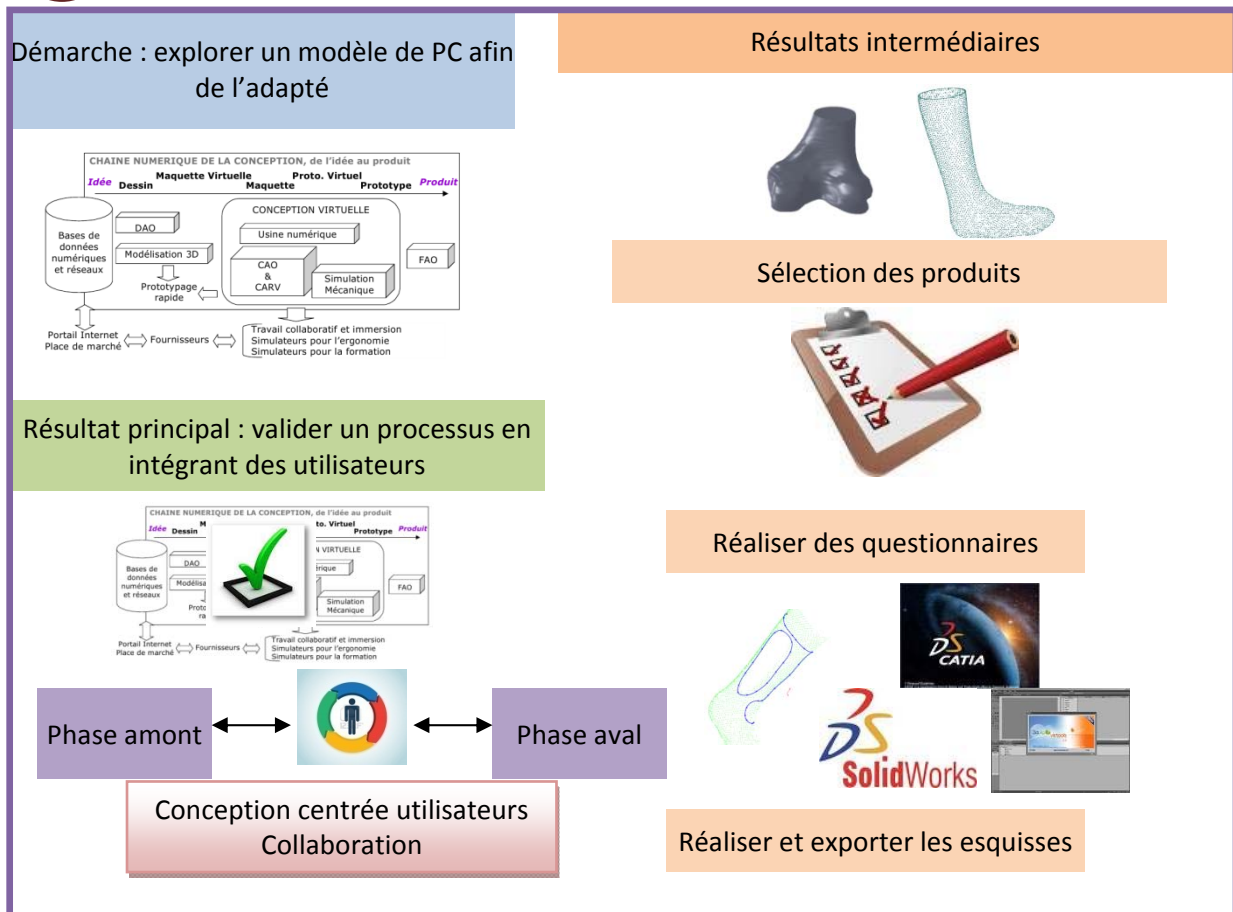 Démarche : explorer un modèle de PC afin
de l’adapté
CHAINE NUMERIQUE DE LA CONCEPTION, de l'idée au produit
Idée Dessin Maquette Virtuelle Maquette Proto. Virtuel Prototype Produit
Bases de
données
numériques
et réseaux
DAO
Modélisation 3D
Prototypage
rapide
CONCEPTION VIRTUELLE
Usine numérique
CAO
&
CARV
Simulation
Mécanique
FAO
Portail Internet
Place de marché
Fournisseurs
Travail collaboratif et immersion
Simulateurs pour l'ergonomie
Simulateurs pour la formation
Résultat principal : valider un processus en
intégrant des utilisateurs
CHAINE NUMERIQUE DE LA CONCEPTION, de l'idée au produit
Idée Dessin M to. Virtuel Prototype Produit
Bases de
données
numériques
et réseaux
DAO
Modélisa
Proto
ra
N VIRTUELLE
érique
Simulation
Mécanique
FAO
Portail Internet
Place de marché
Fournisseurs
Travail collaboratif et immersion
Simulateurs pour l'ergonomie
Simulateurs pour la formation
Phase amont
Phase aval
Conception centrée utilisateurs
Collaboration
Résultats intermédiaires
Sélection des produits
Réaliser des questionnaires
DS
CATIA
DS
SolidWorks
Réaliser et exporter les esquisses